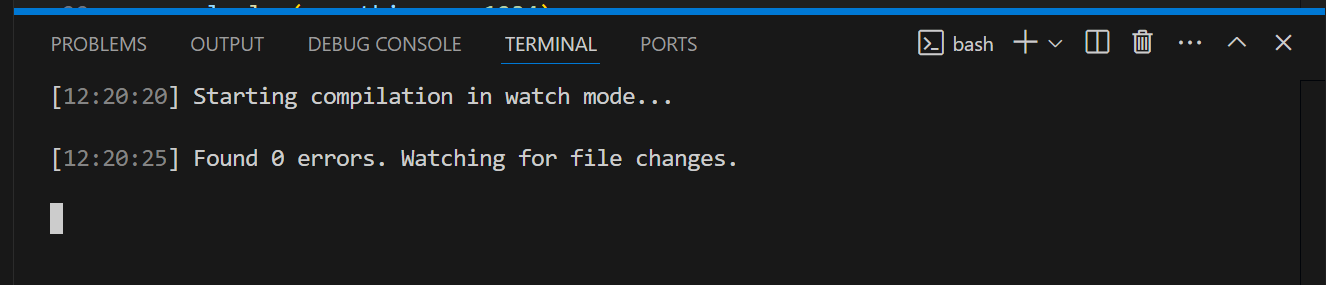 PROBLEMS OUTPUT DEBUG CONSOLE TERMINAL PORTS bash
[12:20:20] Starting compilation in watch mode...
[12:20:25] Found 0 errors. Watching for file changes.